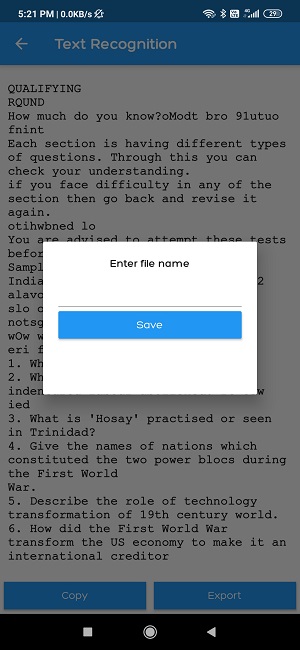 5:21 PM | 0.0KB/s
4G
29
Text Recognition
QUALIFYING
RQUND
How much do you know?oModt bro 91utuo
fnint
Each section is having different types
of questions. Through this you can
check your understanding.
if you face difficulty in any of the
section then go back and revise it
again.
otihwbned lo
You are advised to attempt these tests
befor
Sampl
India 2
alavo
slo c
notsg
wOw w
eri f
Enter file name
Save
1. Wh
2. Wh
inden w
ied
3. What is 'Hosay' practised or seen
in Trinidad?
4. Give the names of nations which
constituted the two power blocs during
the First World
War.
5. Describe the role of technology
transformation of 19th century world.
6. How did the First World War
transform the US economy to make it an
international creditor
Copy Export